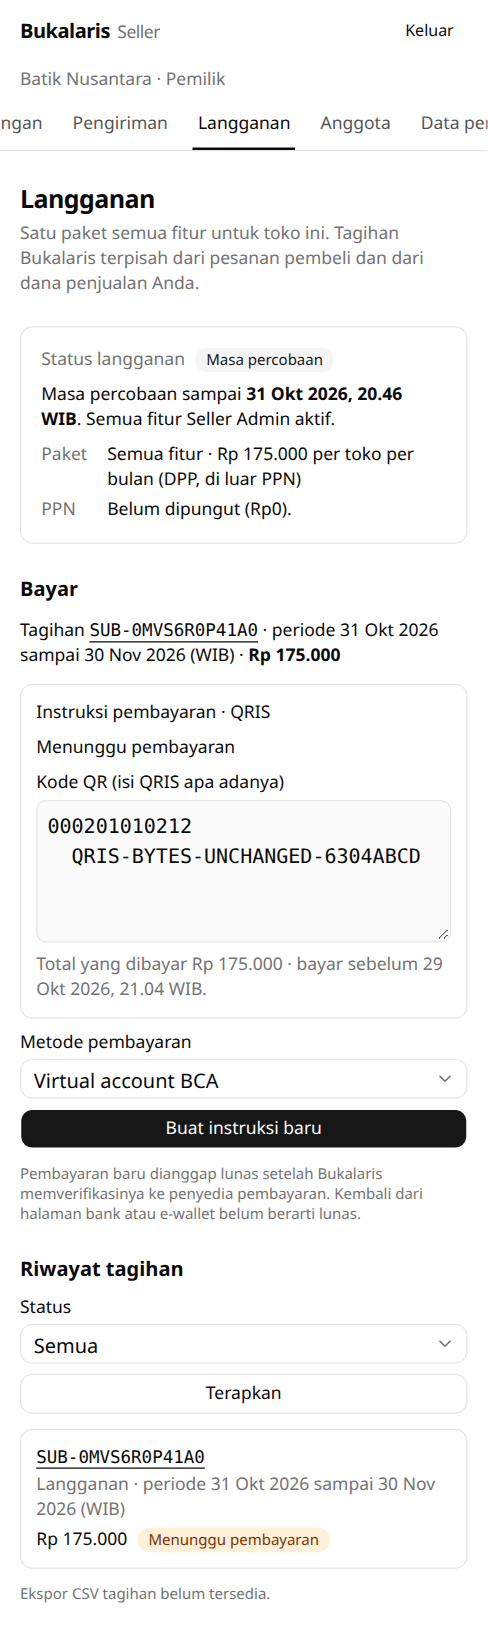 Bukalaris Seller
Keluar
Batik Nusantara · Pemilik
ngan Pengiriman Langganan Anggota Data pe
Langganan
Satu paket semua fitur untuk toko ini. Tagihan
Bukalaris terpisah dari pesanan pembeli dan dari
dana penjualan Anda.
Status langganan Masa percobaan
Masa percobaan sampai 31 Okt 2026, 20.46
WIB. Semua fitur Seller Admin aktif.
Paket Semua fitur · Rp 175.000 per toko per
bulan (DPP, di luar PPN)
PPN Belum dipungut (Rp0).
Bayar
Tagihan SUB-0MVS6R0P41A0 · periode 31 Okt 2026
sampai 30 Nov 2026 (WIB) · Rp 175.000
Instruksi pembayaran · QRIS
Menunggu pembayaran
Kode QR (isi QRIS apa adanya)
000201010212
QRIS-BYTES-UNCHANGED-6304ABCD
Total yang dibayar Rp 175.000 · bayar sebelum 29
Okt 2026, 21.04 WIB.
Metode pembayaran
Virtual account BCA
Buat instruksi baru
Pembayaran baru dianggap lunas setelah Bukalaris
memverifikasinya ke penyedia pembayaran. Kembali dari
halaman bank atau e-wallet belum berarti lunas.
Riwayat tagihan
Status
Semua
Terapkan
SUB-0MVS6R0P41A0
Langganan · periode 31 Okt 2026 sampai 30 Nov
2026 (WIB)
Rp 175.000 Menunggu pembayaran
Ekspor CSV tagihan belum tersedia.